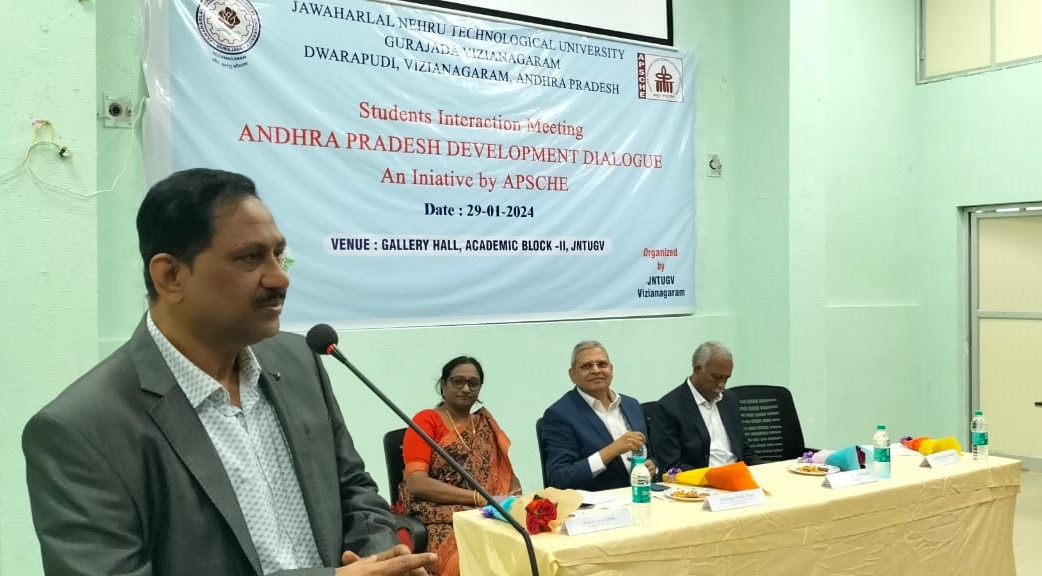 JAWAHARLAL NEHRU TECHNOLOGICAL UNIVERSITY
GURAJADA VIZIANAGARAM
DWARAPUDI, VIZIANAGARAM, ANDHRA PRADESH
APSCHE
Students Interaction Meeting
ANDHRA PRADESH DEVELOPMENT DIALOGUE
An Iniative by APSCHE
Date : 29-01-2024
VENUE : GALLERY HALL, ACADEMIC BLOCK -II, JNTUGV
Organized
by
JNTUGV
Vizianagaram